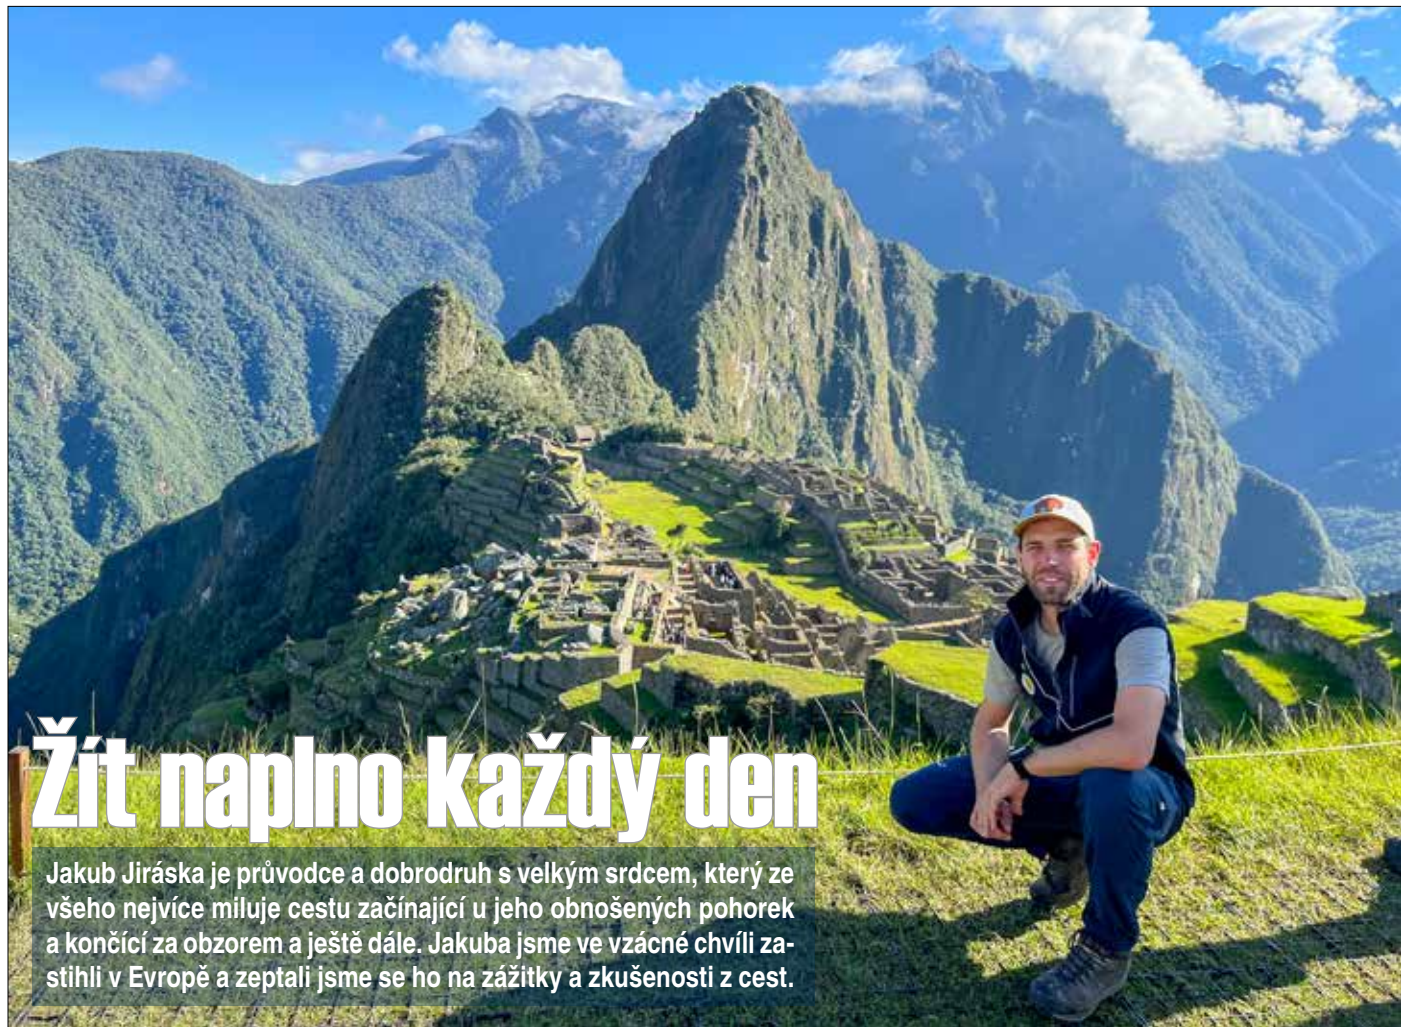 Žít naplno každý den
Jakub Jiráska je průvodce a dobrodruh s velkým srdcem, který ze
všeho nejvíce miluje cestu začínající u jeho obnošených pohorek
a končící za obzorem a ještě dále. Jakuba jsme ve vzácné chvíli za-
stihli v Evropě a zeptali jsme se ho na zážitky a zkušenosti z cest.